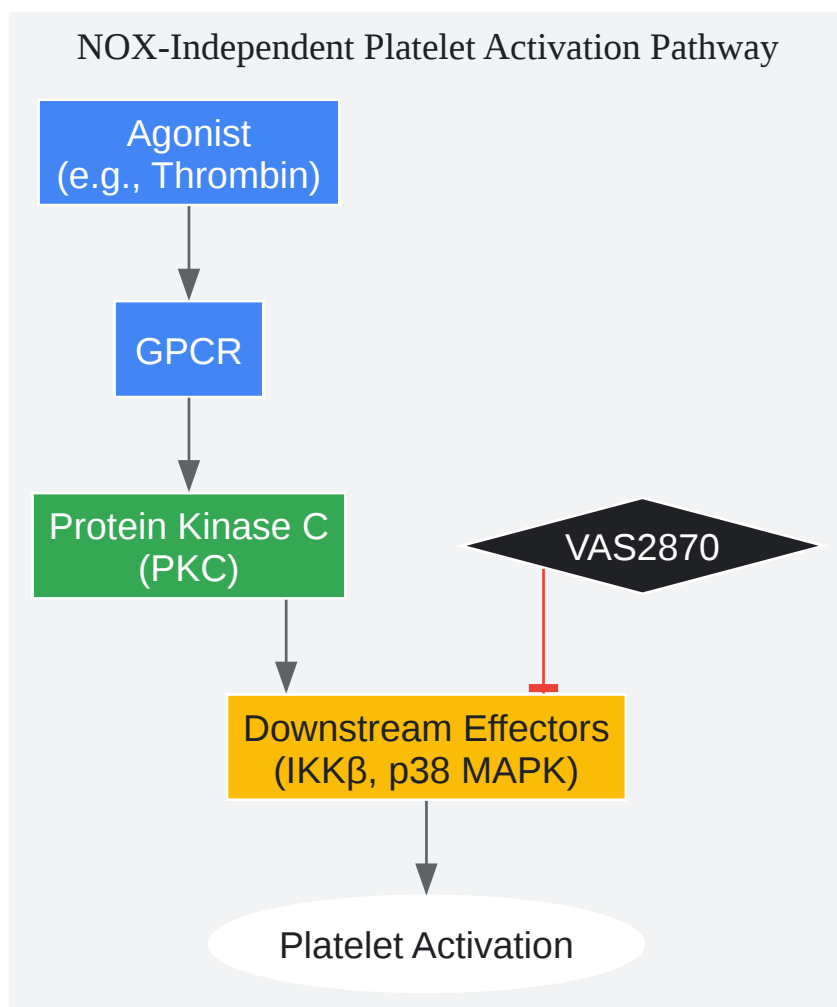 NOX-Independent Platelet Activation Pathway
Agonist
(e.g., Thrombin)
GPCR
Protein Kinase C
(PKC)
VAS2870
Downstream Effectors
(IKKβ, p38 MAPK)
Platelet Activation